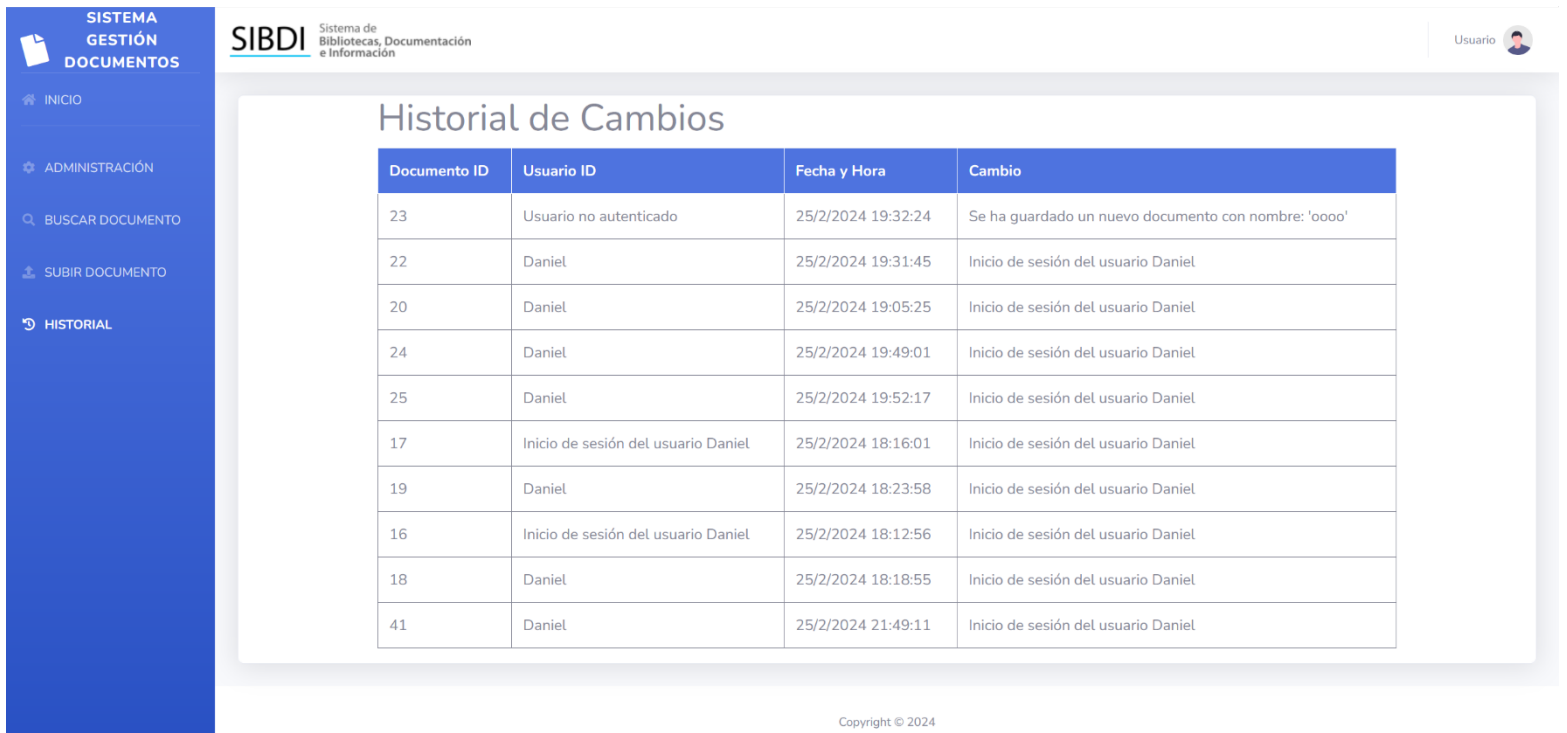 SISTEMA
GESTIÓN
DOCUMENTOS
INICIO
ADMINISTRACIÓN
BUSCAR DOCUMENTO
SUBIR DOCUMENTO
HISTORIAL
SIBDI
Sistema de
Bibliotecas, Documentación
e Información
Usuario
Historial de Cambios
Documento ID Usuario ID Fecha y Hora Cambio
23 Usuario no autenticado 25/2/2024 19:32:24 Se ha guardado un nuevo documento con nombre: 'oooo'
22 Daniel 25/2/2024 19:31:45 Inicio de sesión del usuario Daniel
20 Daniel 25/2/2024 19:05:25 Inicio de sesión del usuario Daniel
24 Daniel 25/2/2024 19:49:01 Inicio de sesión del usuario Daniel
25 Daniel 25/2/2024 19:52:17 Inicio de sesión del usuario Daniel
17 Inicio de sesión del usuario Daniel 25/2/2024 18:16:01 Inicio de sesión del usuario Daniel
19 Daniel 25/2/2024 18:23:58 Inicio de sesión del usuario Daniel
16 Inicio de sesión del usuario Daniel 25/2/2024 18:12:56 Inicio de sesión del usuario Daniel
18 Daniel 25/2/2024 18:18:55 Inicio de sesión del usuario Daniel
41 Daniel 25/2/2024 21:49:11 Inicio de sesión del usuario Daniel
Copyright © 2024